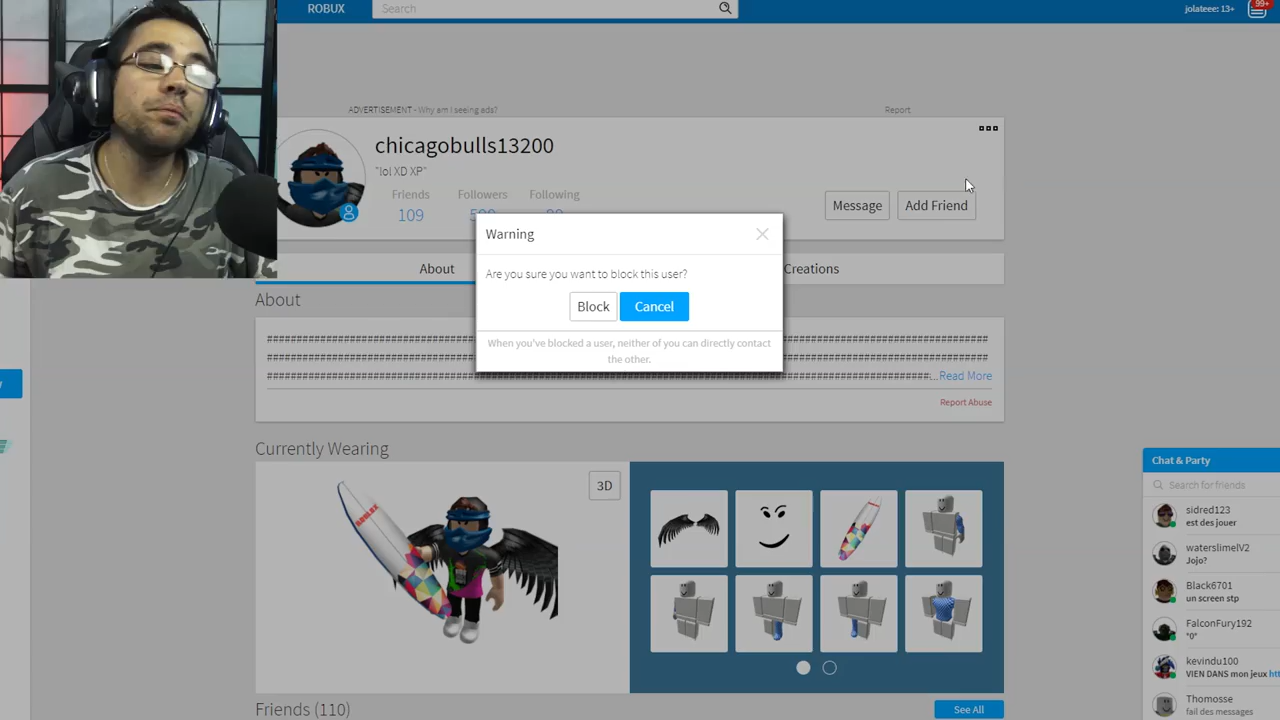 ROBUX
Search
jolateee: 13+
99+
ADVERTISEMENT - Why am I seeing ads?
Report
chicagobulls13200
"lol XD XP"
Friends
Followers
Following
109
Message
Add Friend
Warning
Are you sure you want to block this user?
Block
Cancel
When you've blocked a user, neither of you can directly contact
the other.
About
Creations
About
...Read More
Report Abuse
Currently Wearing
3D
ROBLOX
Friends (110)
See All
Chat & Party
Search for friends
sidred123
est des jouer
waterslimelV2
Jojo?
Black6701
un screen stp
FalconFury192
"0"
kevindu100
VIEN DANS mon jeux htt
Thomosse
fail des messages